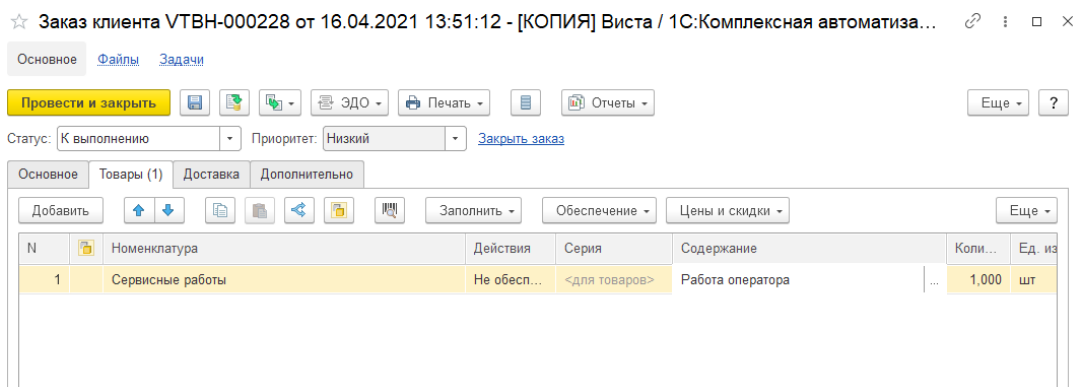 Заказ клиента VTBH-000228 от 16.04.2021 13:51:12 - [КОПИЯ] Виста / 1С:Комплексная автоматиза...
Основное Файлы Задачи
Провести и закрыть ЭДО Печать Отчеты Еще ?
Статус: К выполнению Приоритет: Низкий Закрыть заказ
Основное Товары (1) Доставка Дополнительно
Добавить Заполнить Обеспечение Цены и скидки Еще
N Номенклатура Действия Серия Содержание Коли... Ед. из
1 Сервисные работы Не обесп... <для товаров> Работа оператора ... 1,000 шт